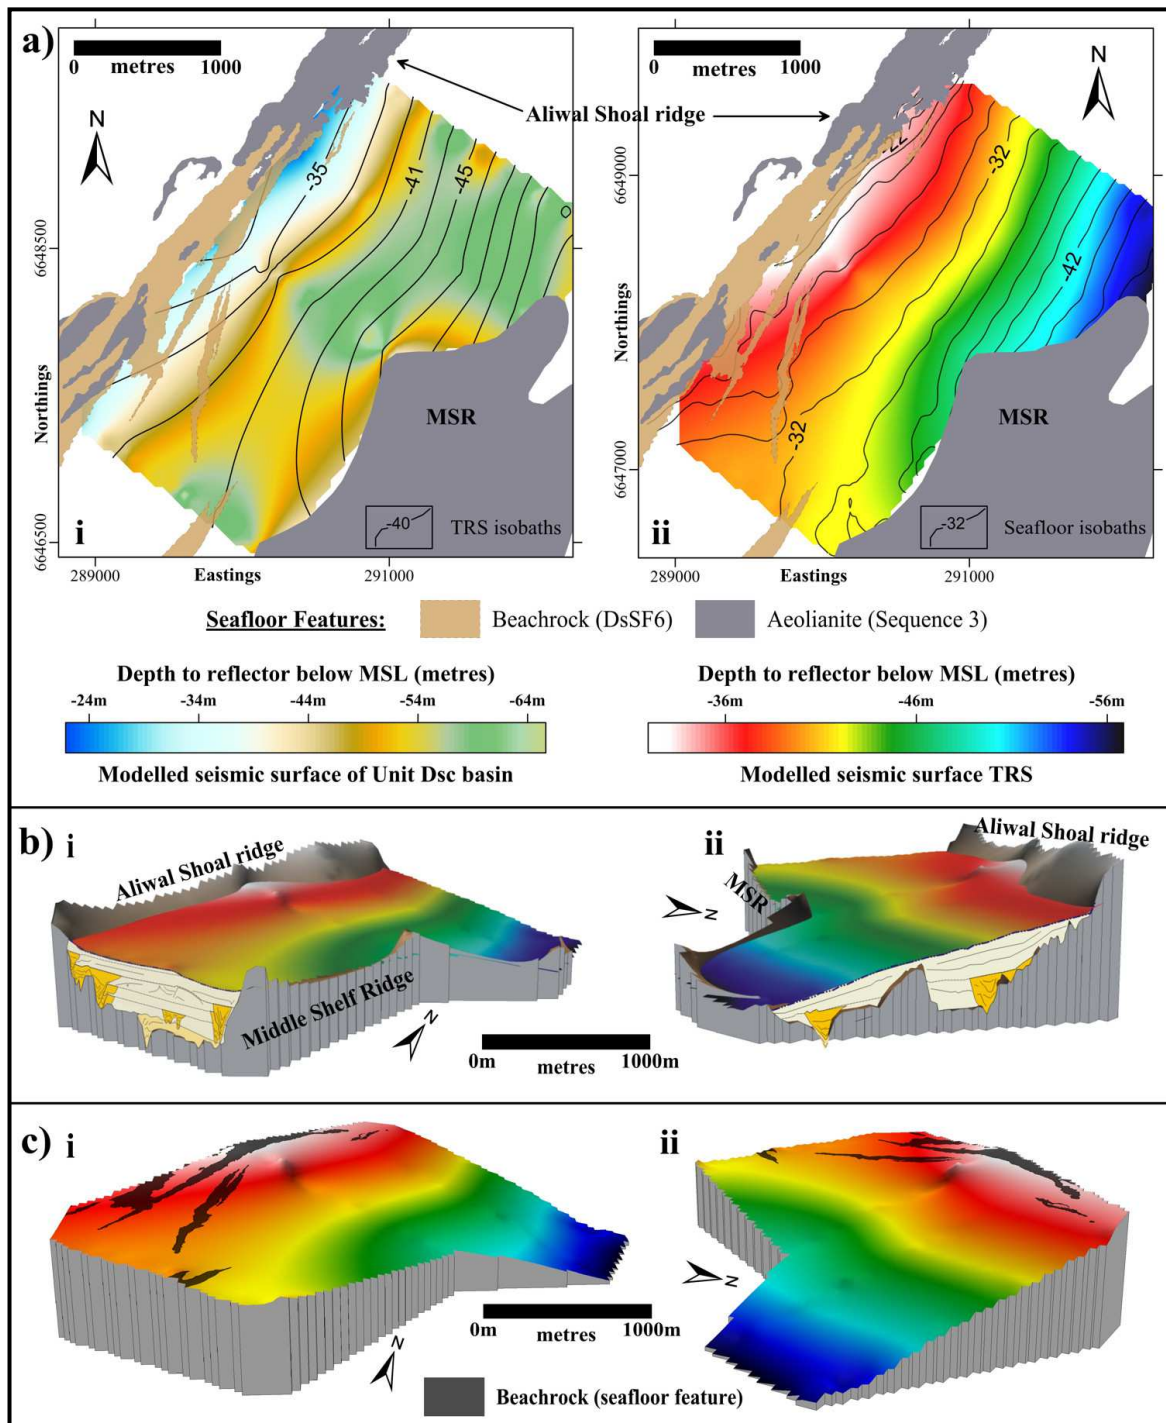 a)
0 metres 1000
N
Aliwal Shoal ridge
0 metres 1000
N
-35
-41
-45
-22
-32
-42
-32
6648500
Northings
6646500
6649000
Northings
6647000
MSR
MSR
i
-40
TRS isobaths
ii
-32
Seafloor isobaths
289000 Eastings 291000
289000 Eastings 291000
Seafloor Features: Beachrock (DsSF6) Aeolianite (Sequence 3)
Depth to reflector below MSL (metres)
-24m -34m -44m -54m -64m
Modelled seismic surface of Unit Dsc basin
Depth to reflector below MSL (metres)
-36m -46m -56m
Modelled seismic surface TRS
b) i
Aliwal Shoal ridge
Middle Shelf Ridge
N
ii
Aliwal Shoal ridge
MSR
N
0m metres 1000m
c) i
N
ii
N
0m metres 1000m
Beachrock (seafloor feature)